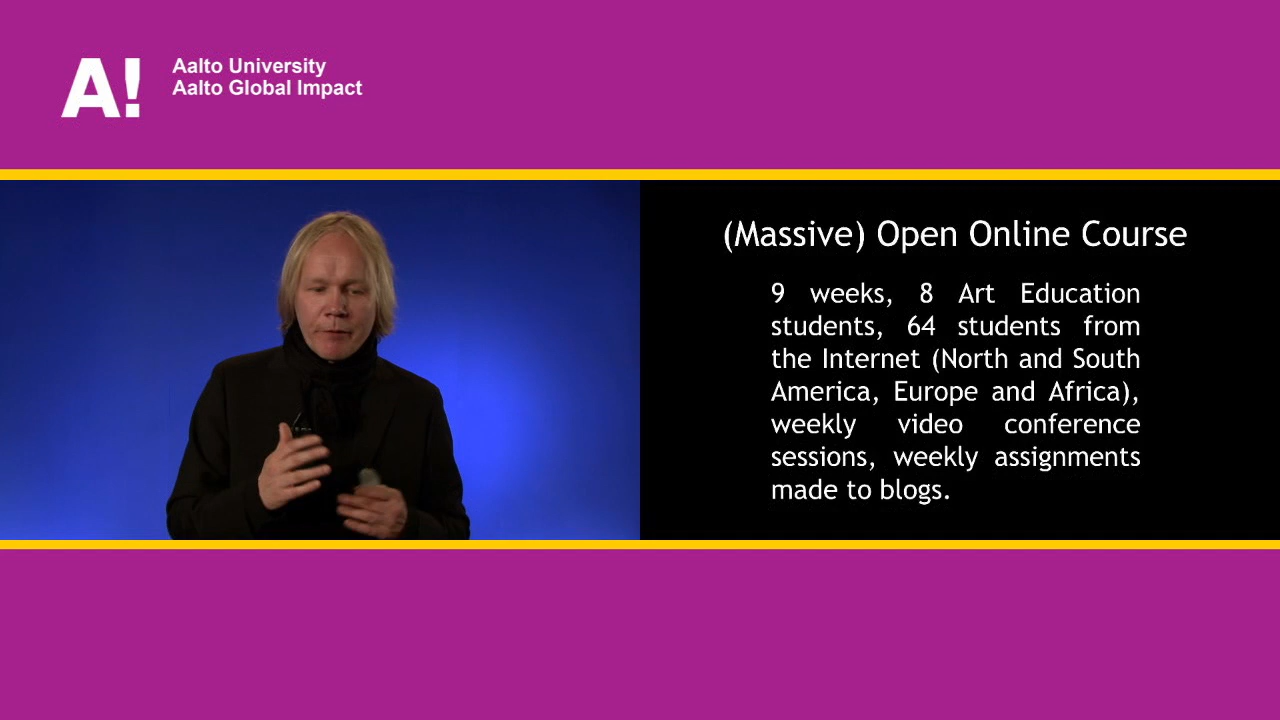 A!
Aalto University
Aalto Global Impact
(Massive) Open Online Course
9 weeks, 8 Art Education
students, 64 students from
the Internet (North and South
America, Europe and Africa),
weekly video conference
sessions, weekly assignments
made to blogs.